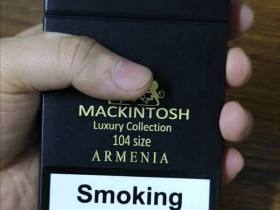 MACKINTOSH
Luxury Collection
104 size
ARMENIA
Smoking